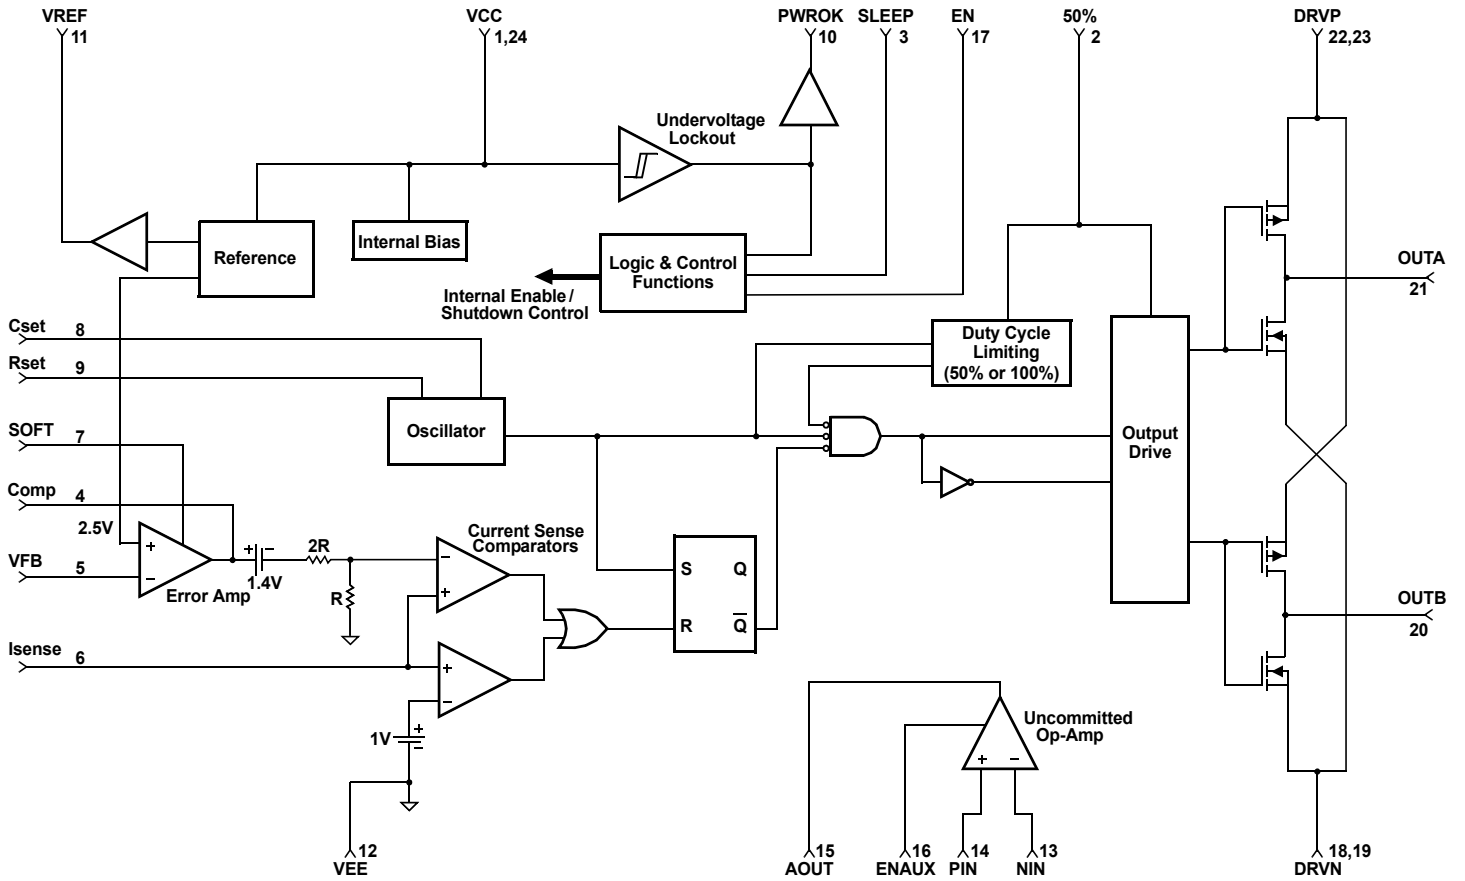 VREF
11
VCC
1,24
PWROK
10
SLEEP
3
EN
17
50%
2
DRVP
22,23
Undervoltage
Lockout
Reference
Internal Bias
Logic & Control
Functions
Internal Enable/
Shutdown Control
OUTA
21
Cset
8
Rset
9
Duty Cycle
Limiting
(50% or 100%)
Oscillator
SOFT
7
Output
Drive
Comp
4
2.5V
+
−
VFB
5
Error Amp
+
−
1.4V
2R
R
Current Sense
Comparators
−
+
+
−
S
Q
R
Q̅
OUTB
20
Isense
6
1V
+
−
Uncommitted
Op-Amp
+
−
12
VEE
15
AOUT
16
ENAUX
14
PIN
13
NIN
18,19
DRVN